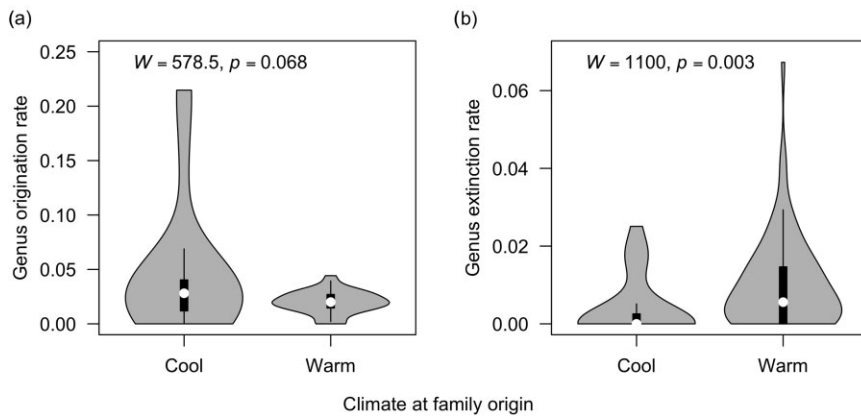 (a)
W = 578.5, p = 0.068
Genus origination rate
0.25
0.20
0.15
0.10
0.05
0.00
Cool
Warm
(b)
W = 1100, p = 0.003
Genus extinction rate
0.06
0.04
0.02
0.00
Cool
Warm
Climate at family origin